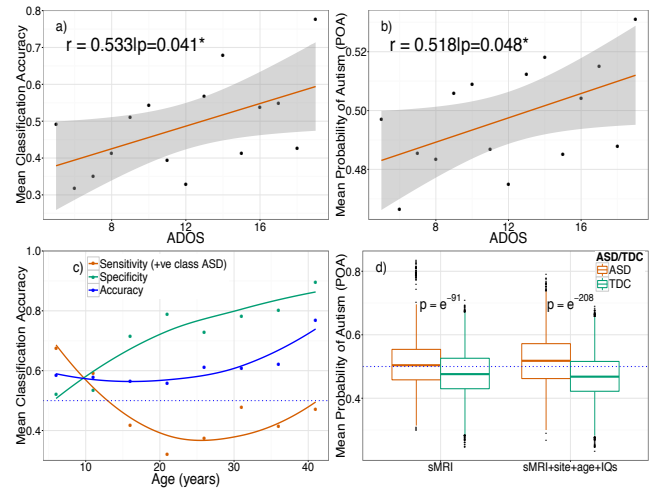 a)
r = 0.533|p=0.041*
Mean Classification Accuracy
0.8
0.7
0.6
0.5
0.4
0.3
8
12
16
ADOS
b)
r = 0.518|p=0.048*
Mean Probability of Autism (POA)
0.52
0.50
0.48
8
12
16
ADOS
c)
Sensitivity (+ve class ASD)
Specificity
Accuracy
Mean Classification Accuracy
1.0
0.8
0.6
0.4
10
20
30
40
Age (years)
d)
ASD/TDC
ASD
TDC
p = e⁻⁹¹
p = e⁻²⁰⁸
Mean Probability of Autism (POA)
0.8
0.6
0.4
sMRI
sMRI+site+age+IQs